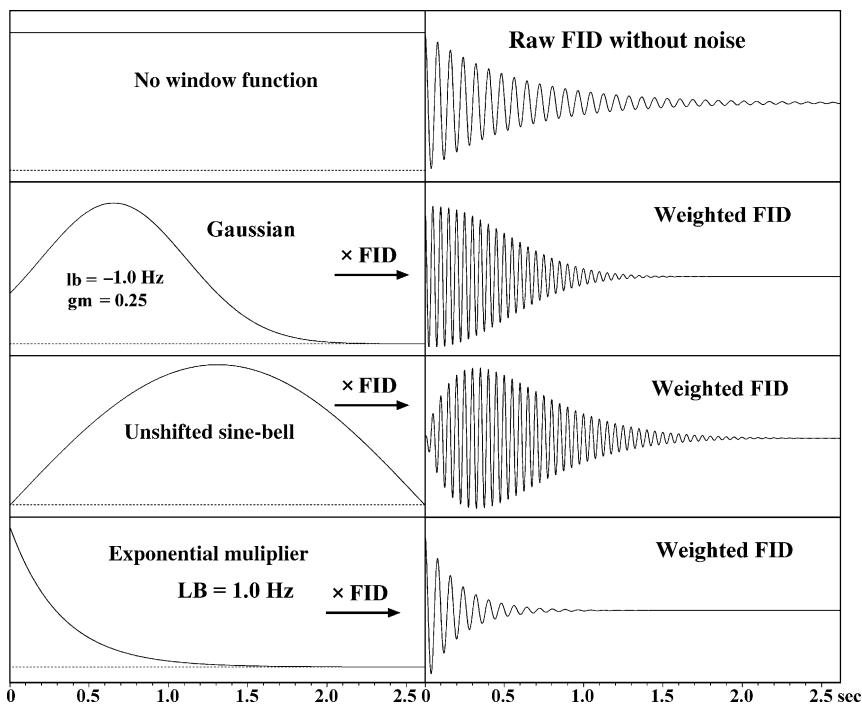 No window function
Raw FID without noise
Gaussian
lb = −1.0 Hz
gm = 0.25
× FID
Weighted FID
Unshifted sine-bell
× FID
Weighted FID
Exponential muliplier
LB = 1.0 Hz
× FID
Weighted FID
0 0.5 1.0 1.5 2.0 2.5 0 0.5 1.0 1.5 2.0 2.5 sec